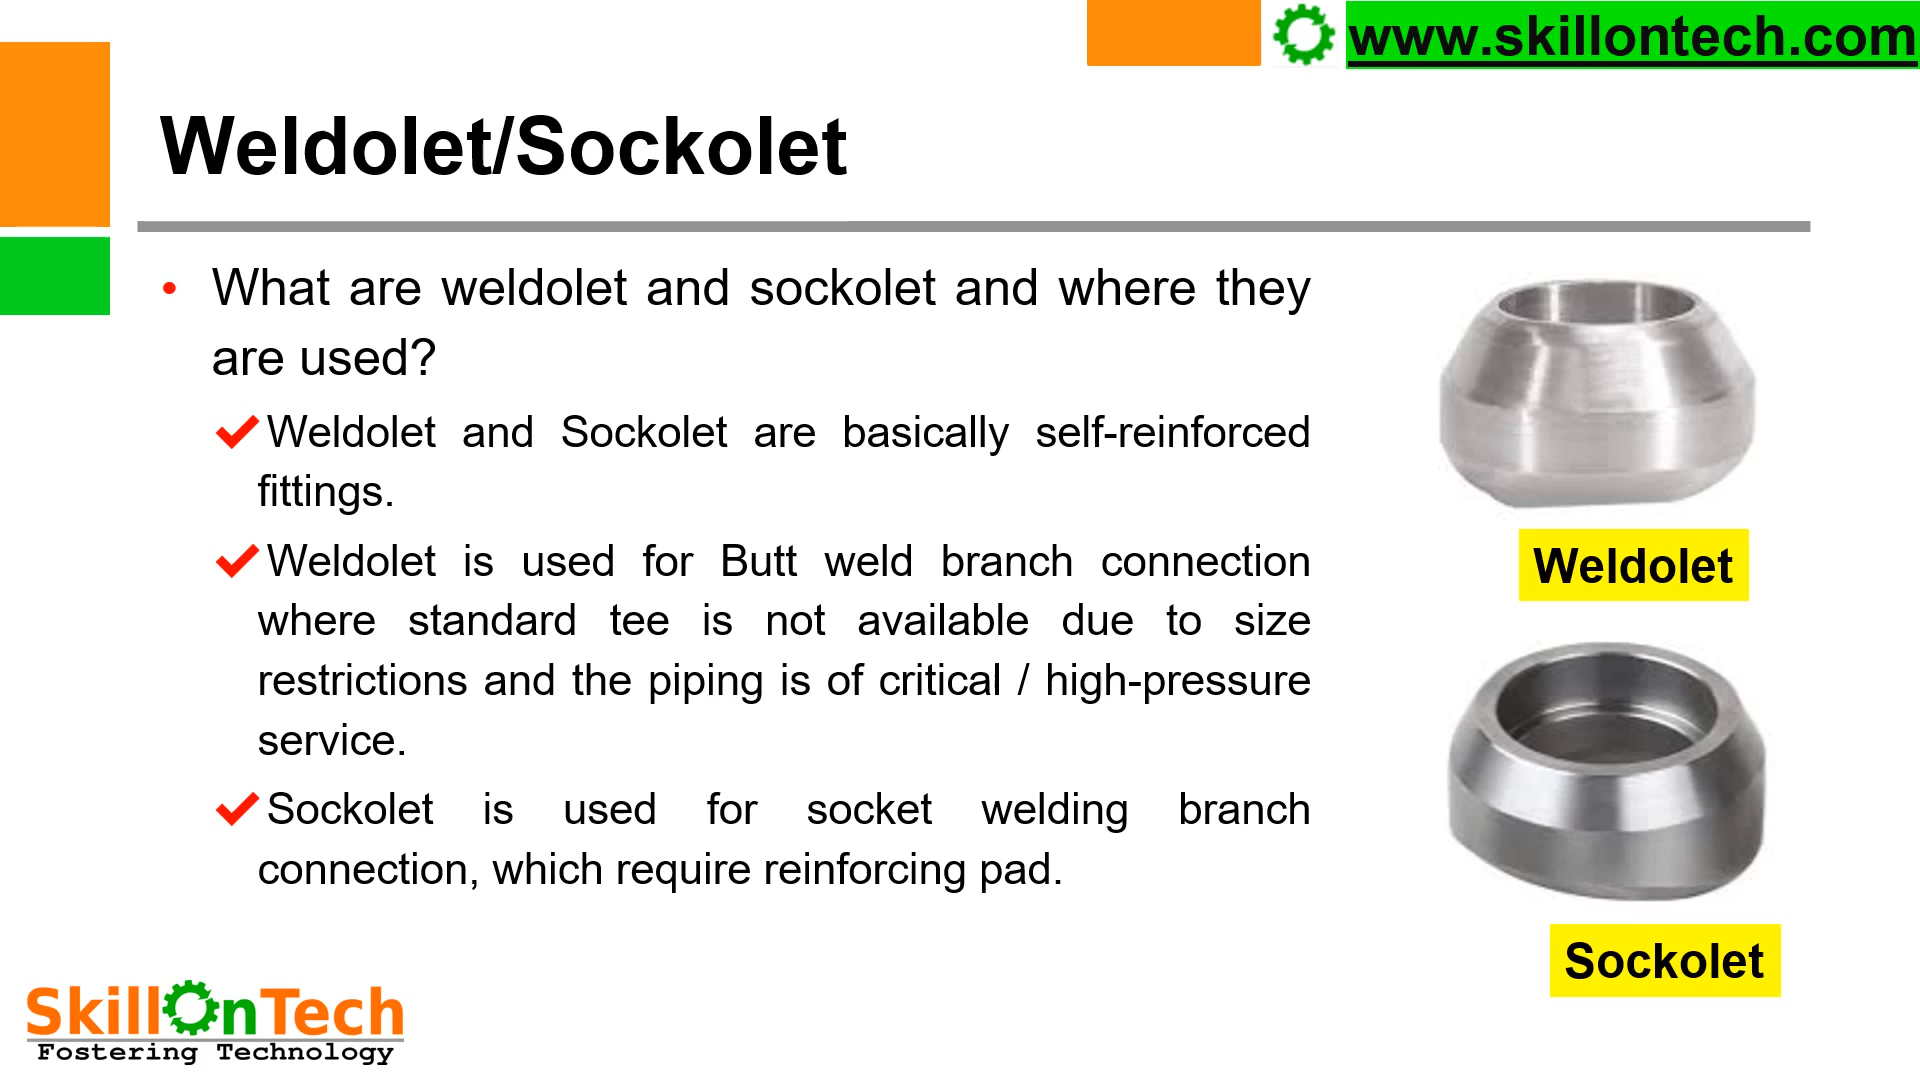 www.skillontech.com
Weldolet/Sockolet
• What are weldolet and sockolet and where they
are used?
✔Weldolet and Sockolet are basically self-reinforced
fittings.
✔Weldolet is used for Butt weld branch connection
where standard tee is not available due to size
restrictions and the piping is of critical / high-pressure
service.
✔Sockolet is used for socket welding branch
connection, which require reinforcing pad.
Weldolet
Sockolet
SkillOnTech
Fostering Technology